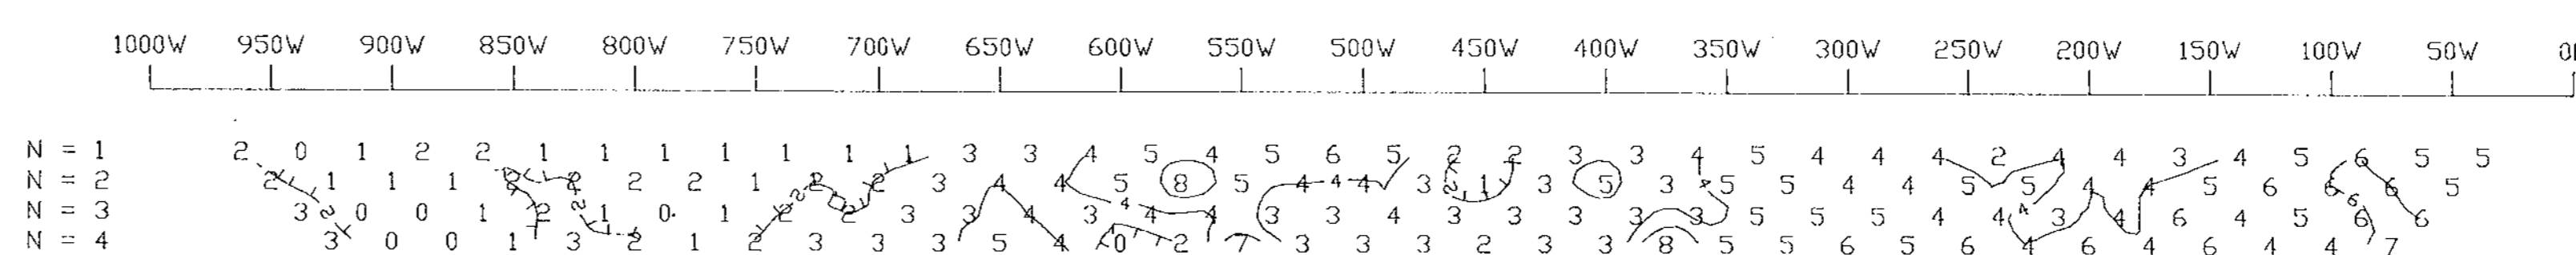 1000W 950W 900W 850W 800W 750W 700W 650W 600W 550W 500W 450W 400W 350W 300W 250W 200W 150W 100W 50W
N = 1 2 0 1 2 2 1 1 1 1 1 1 1 3 3 4 5 4 5 6 5 2 2 3 3 4 5 4 4 4 2 4 4 3 4 5 6 5 5
N = 2 2 1 1 1 2 2 2 2 1 2 2 3 4 4 5 8 5 4 4 4 3 1 3 5 3 5 5 4 4 5 5 4 4 5 6 6 6 5
N = 3 3 0 0 1 2 1 0 1 2 2 3 3 4 3 4 4 3 3 4 3 3 3 3 3 5 5 5 4 4 3 4 6 4 5 6 6
N = 4 3 0 0 1 3 2 1 2 3 3 3 5 4 0 2 7 3 3 3 2 3 3 8 5 5 6 5 6 4 6 4 6 4 4 7